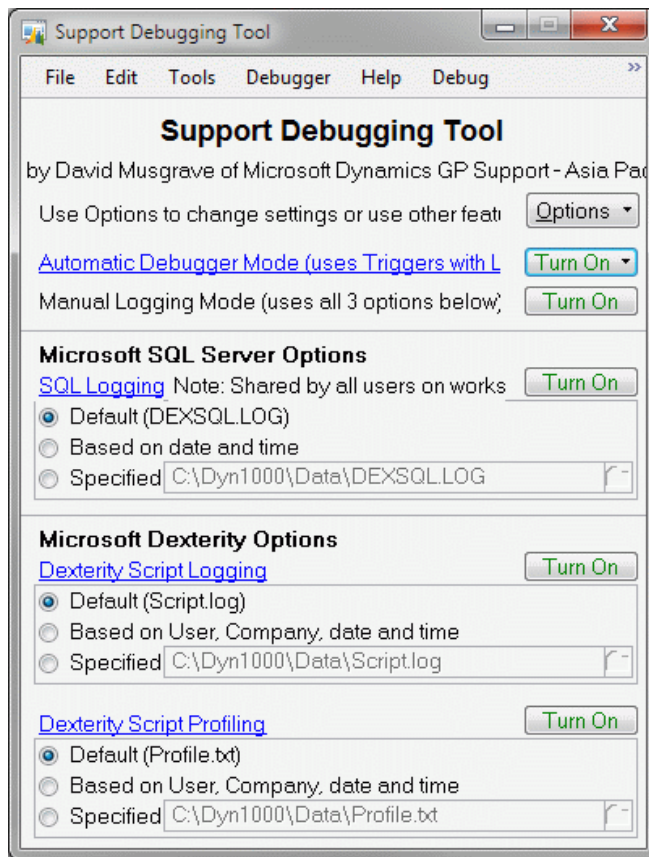 Support Debugging Tool
File Edit Tools Debugger Help Debug »
Support Debugging Tool
by David Musgrave of Microsoft Dynamics GP Support - Asia Pac
Use Options to change settings or use other featu Options
Automatic Debugger Mode (uses Triggers with L Turn On
Manual Logging Mode (uses all 3 options below) Turn On
Microsoft SQL Server Options
SQL Logging Note: Shared by all users on works Turn On
Default (DEXSQL.LOG)
Based on date and time
Specified C:\Dyn1000\Data\DEXSQL.LOG
Microsoft Dexterity Options
Dexterity Script Logging Turn On
Default (Script.log)
Based on User, Company, date and time
Specified C:\Dyn1000\Data\Script.log
Dexterity Script Profiling Turn On
Default (Profile.txt)
Based on User, Company, date and time
Specified C:\Dyn1000\Data\Profile.txt